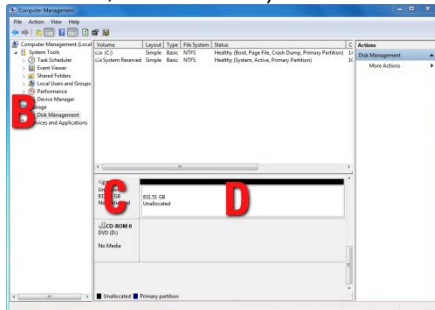 Computer Management
File Action View Help
Computer Management (Local
System Tools
Task Scheduler
Event Viewer
Shared Folders
Local Users and Groups
Performance
Device Manager
Disk Management
Services and Applications
B
Volume Layout Type File System Status C
(C:) Simple Basic NTFS Healthy (Boot, Page File, Crash Dump, Primary Partition)
System Reserved Simple Basic NTFS Healthy (System, Active, Primary Partition)
Actions
Disk Management
More Actions
C
931.51 GB
Unallocated
D
CD-ROM 0
DVD (D:)
No Media
Unallocated Primary partition